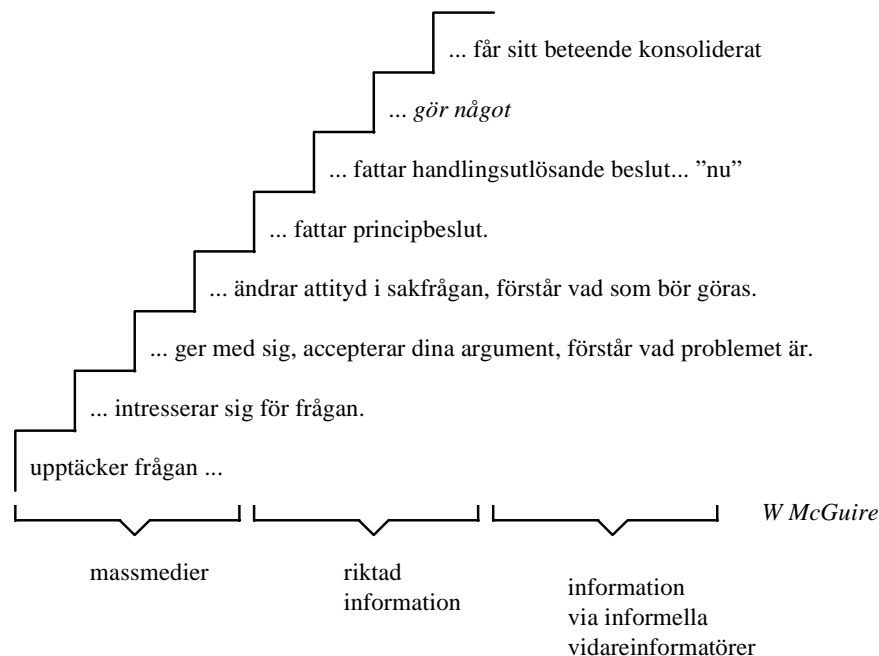 ... får sitt beteende konsoliderat
... gör något
... fattar handlingsutlösande beslut... ”nu”
... fattar principbeslut.
... ändrar attityd i sakfrågan, förstår vad som bör göras.
... ger med sig, accepterar dina argument, förstår vad problemet är.
... intresserar sig för frågan.
upptäcker frågan ...
W McGuire
massmedier
riktad
information
information
via informella
vidareinformatörer